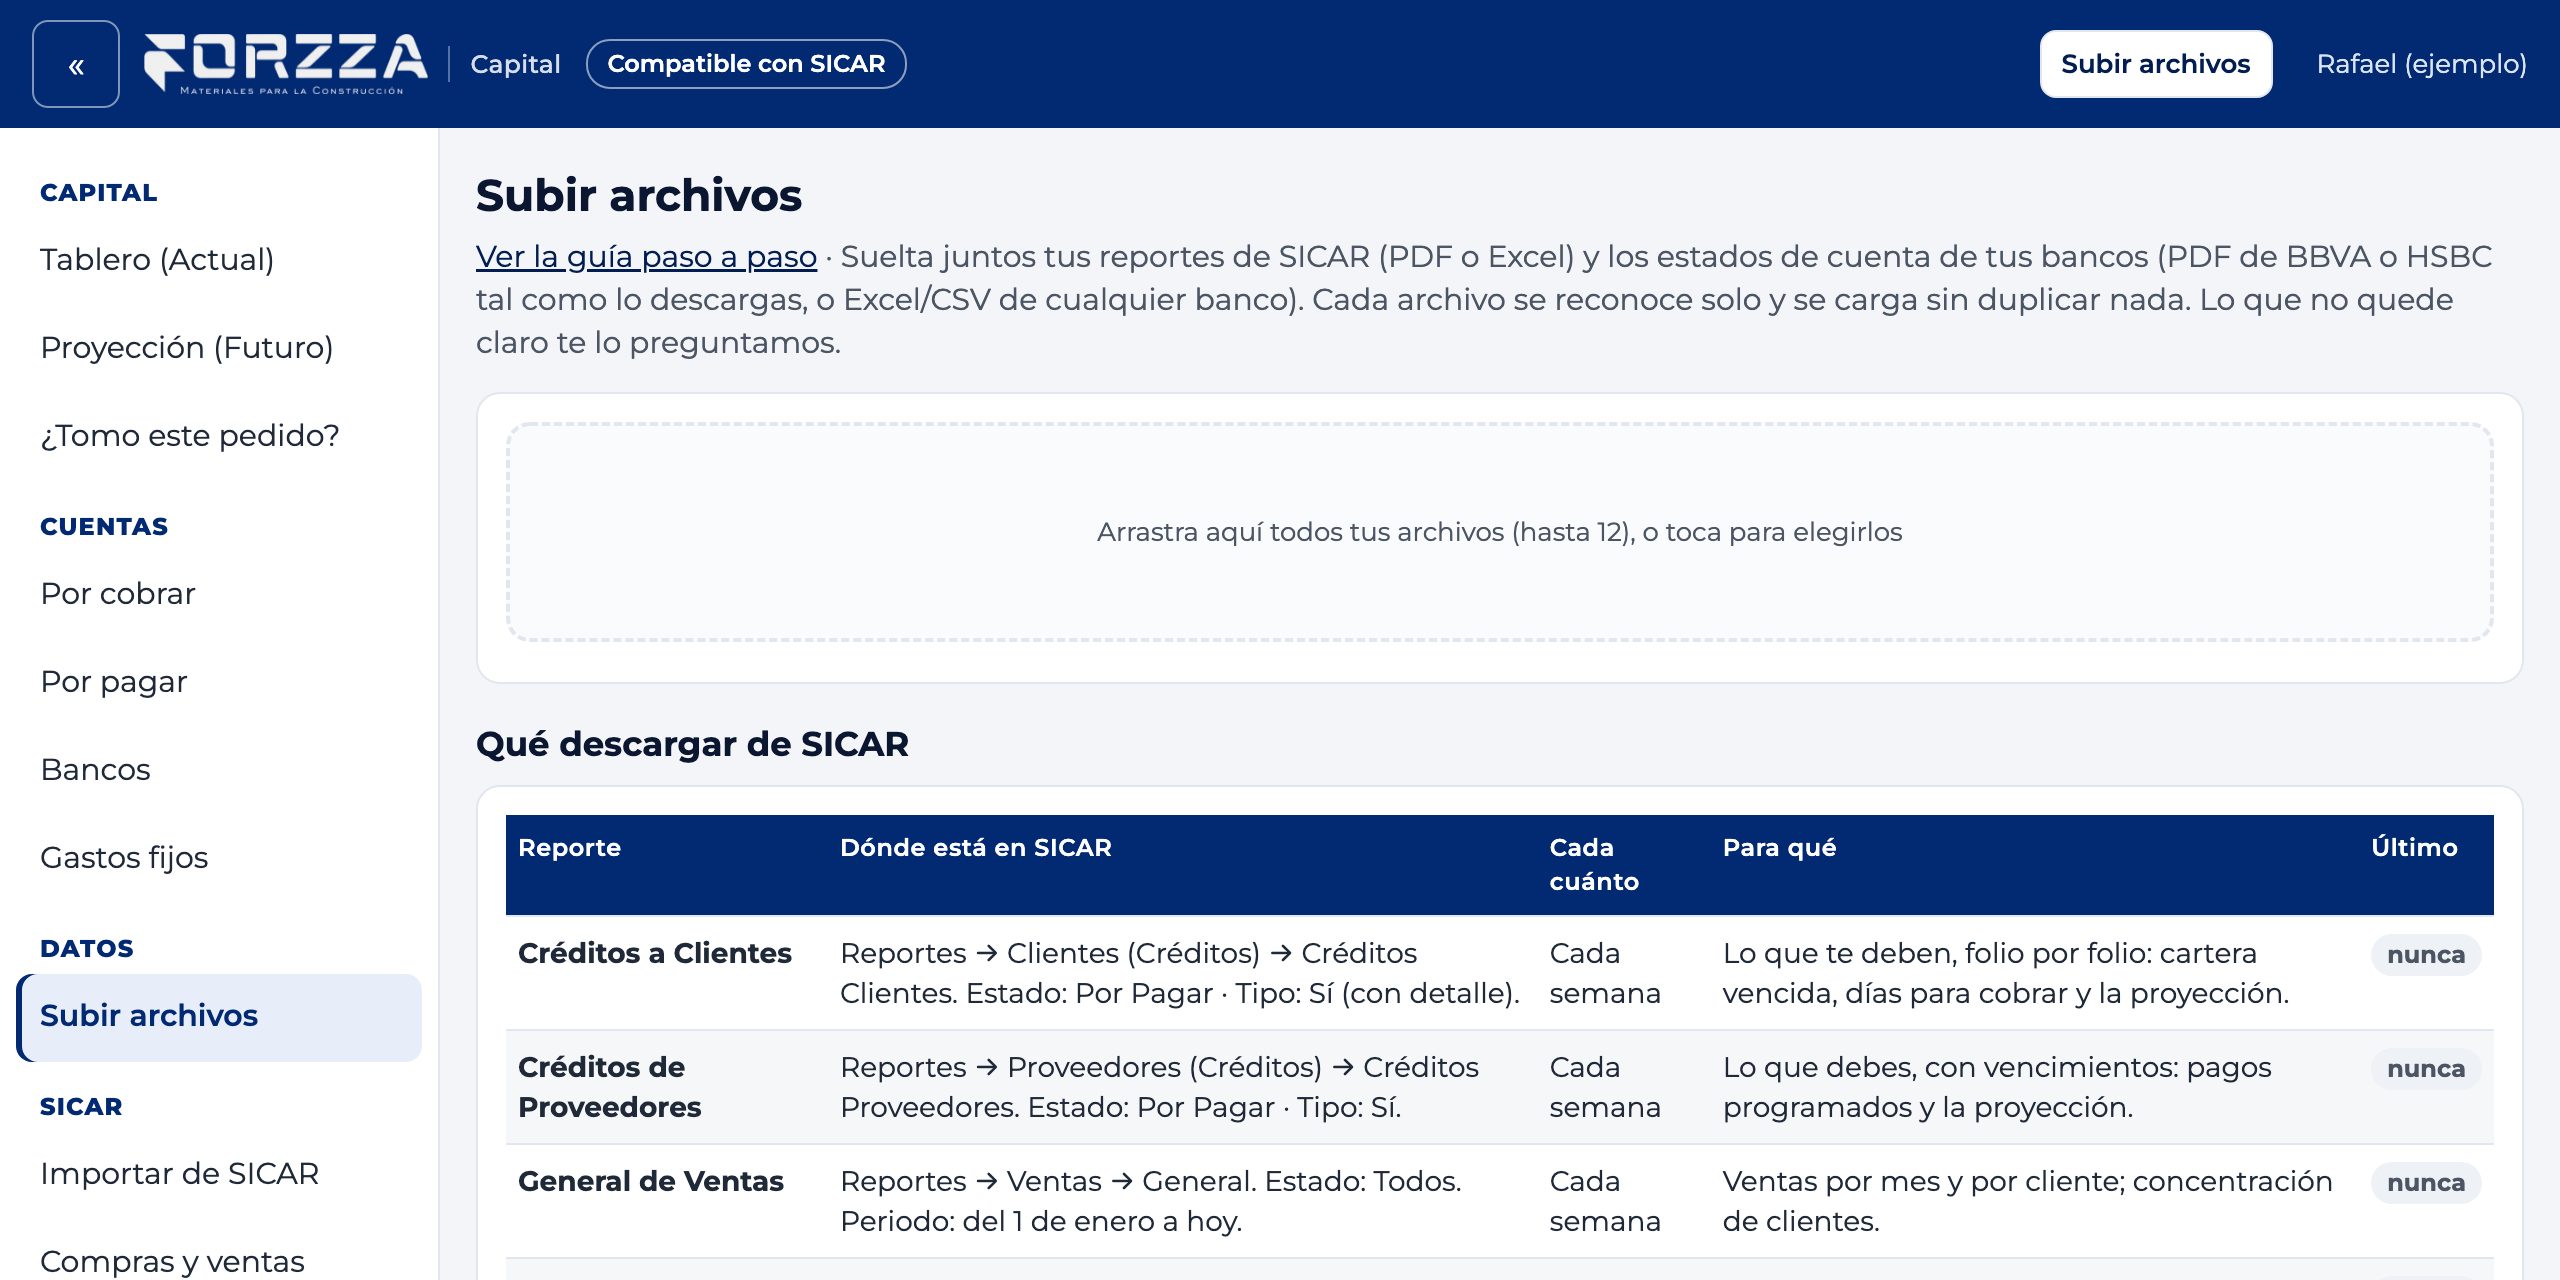 «
FORZZA
Materiales para la Construcción
Capital
Compatible con SICAR
Subir archivos
Rafael (ejemplo)
CAPITAL
Tablero (Actual)
Proyección (Futuro)
¿Tomo este pedido?
CUENTAS
Por cobrar
Por pagar
Bancos
Gastos fijos
DATOS
Subir archivos
SICAR
Importar de SICAR
Compras y ventas
Subir archivos
Ver la guía paso a paso · Suelta juntos tus reportes de SICAR (PDF o Excel) y los estados de cuenta de tus bancos (PDF de BBVA o HSBC
tal como lo descargas, o Excel/CSV de cualquier banco). Cada archivo se reconoce solo y se carga sin duplicar nada. Lo que no quede
claro te lo preguntamos.
Arrastra aquí todos tus archivos (hasta 12), o toca para elegirlos
Qué descargar de SICAR
Reporte
Dónde está en SICAR
Cada
cuánto
Para qué
Último
Créditos a Clientes
Reportes → Clientes (Créditos) → Créditos
Clientes. Estado: Por Pagar · Tipo: Sí (con detalle).
Cada
semana
Lo que te deben, folio por folio: cartera
vencida, días para cobrar y la proyección.
nunca
Créditos de
Proveedores
Reportes → Proveedores (Créditos) → Créditos
Proveedores. Estado: Por Pagar · Tipo: Sí.
Cada
semana
Lo que debes, con vencimientos: pagos
programados y la proyección.
nunca
General de Ventas
Reportes → Ventas → General. Estado: Todos.
Periodo: del 1 de enero a hoy.
Cada
semana
Ventas por mes y por cliente; concentración
de clientes.
nunca